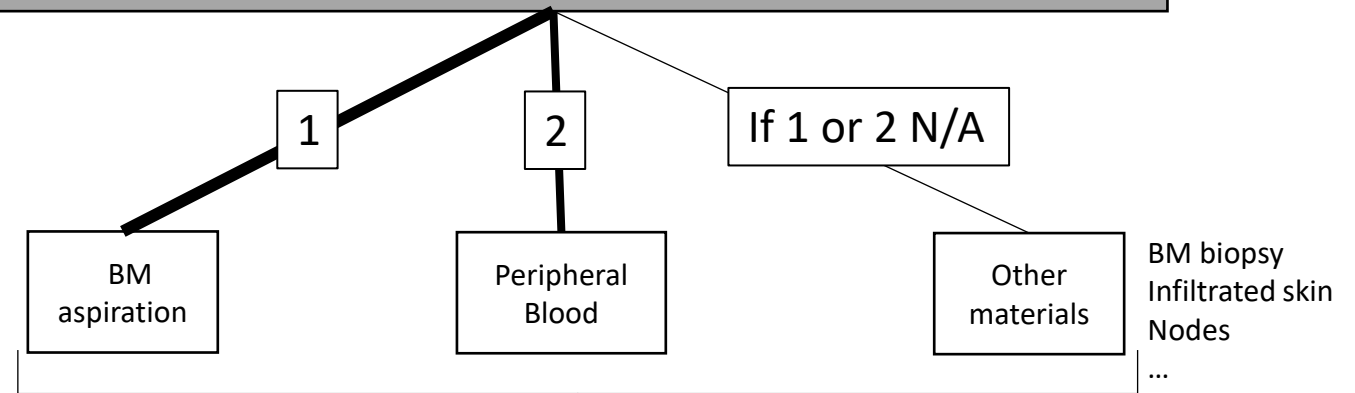 1
2
If 1 or 2 N/A
BM
aspiration
Peripheral
Blood
Other
materials
BM biopsy
Infiltrated skin
Nodes
...